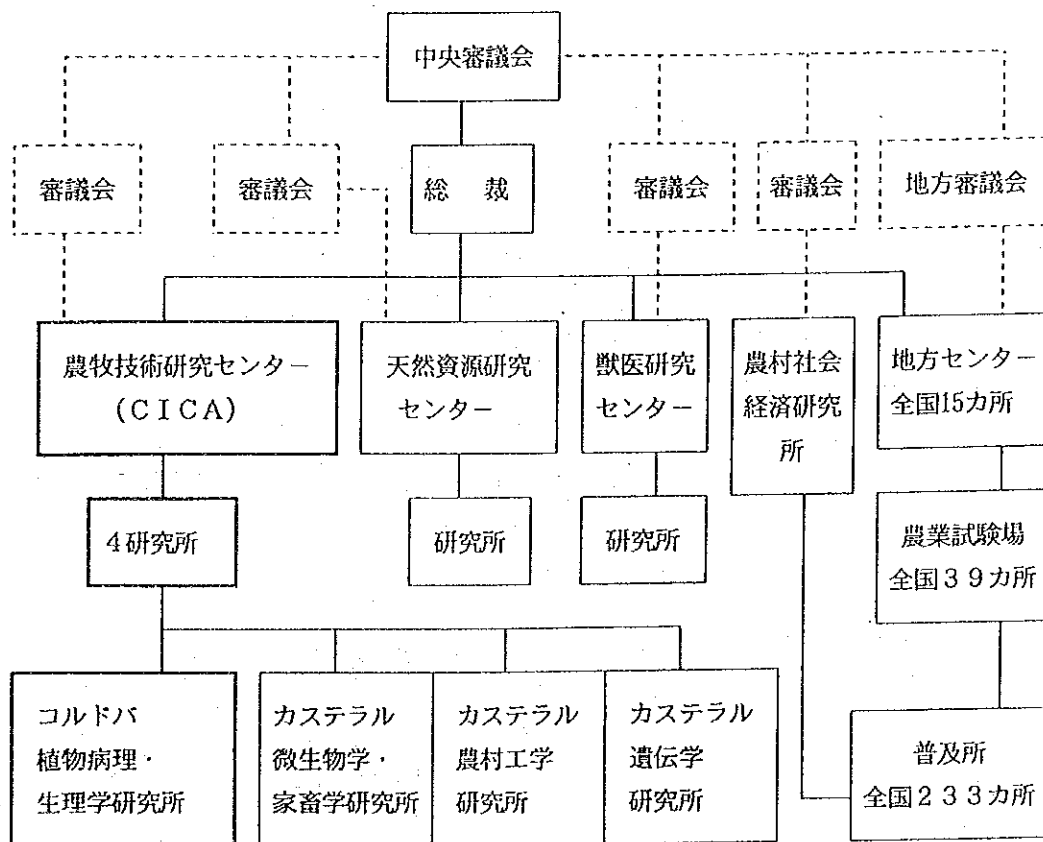 中央審議会
審議会
審議会
総　裁
審議会
審議会
地方審議会
農牧技術研究センター
(ＣＩＣＡ)
天然資源研究
センター
獣医研究
センター
農村社会
経済研究
所
地方センター
全国15カ所
４研究所
研究所
研究所
農業試験場
全国３９カ所
コルドバ
植物病理・
生理学研究所
カステラル
微生物学・
家畜学研究所
カステラル
農村工学
研究所
カステラル
遺伝学
研究所
普及所
全国２３３カ所